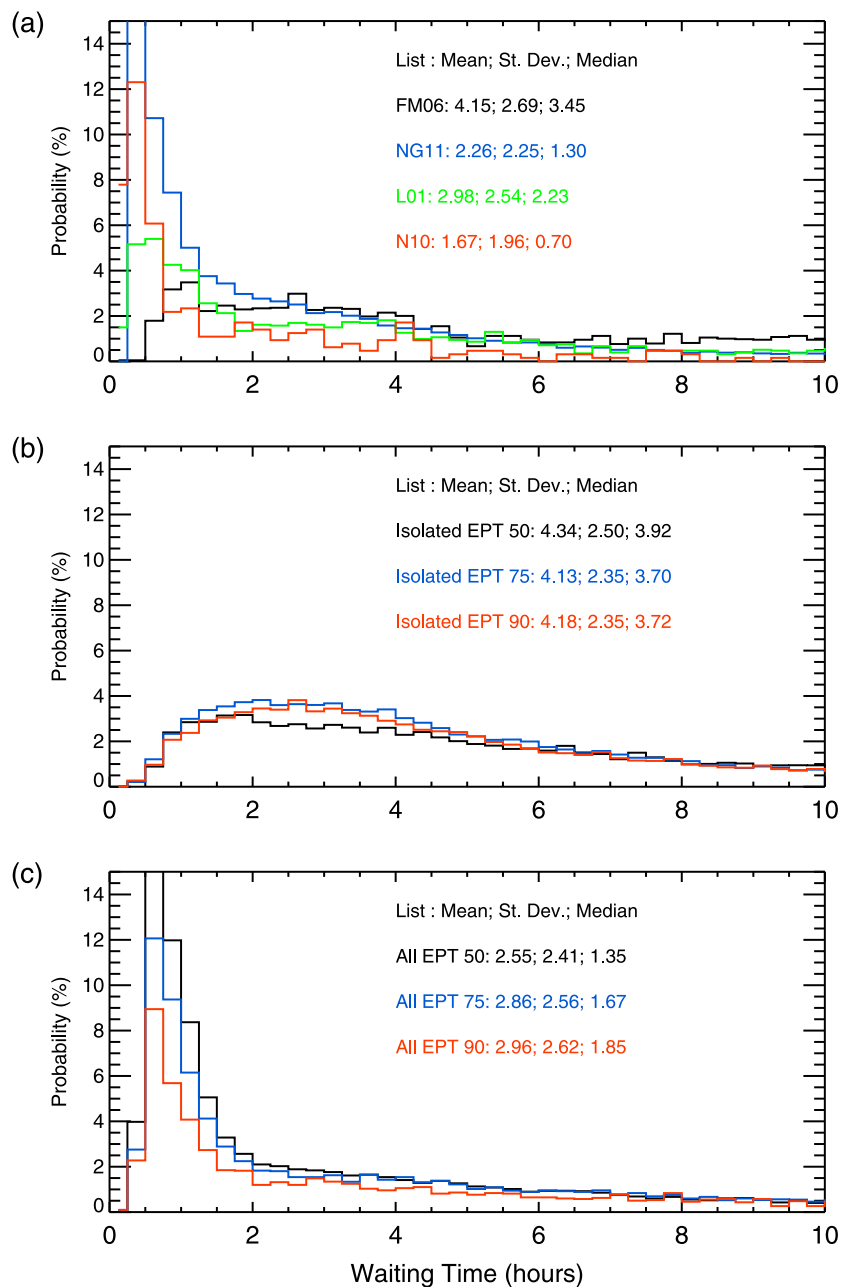 (a)
14
12
10
8
6
4
2
0
Probability (%)
List : Mean; St. Dev.; Median
FM06: 4.15; 2.69; 3.45
NG11: 2.26; 2.25; 1.30
L01: 2.98; 2.54; 2.23
N10: 1.67; 1.96; 0.70
0 2 4 6 8 10
(b)
14
12
10
8
6
4
2
0
Probability (%)
List : Mean; St. Dev.; Median
Isolated EPT 50: 4.34; 2.50; 3.92
Isolated EPT 75: 4.13; 2.35; 3.70
Isolated EPT 90: 4.18; 2.35; 3.72
0 2 4 6 8 10
(c)
14
12
10
8
6
4
2
0
Probability (%)
List : Mean; St. Dev.; Median
All EPT 50: 2.55; 2.41; 1.35
All EPT 75: 2.86; 2.56; 1.67
All EPT 90: 2.96; 2.62; 1.85
0 2 4 6 8 10
Waiting Time (hours)